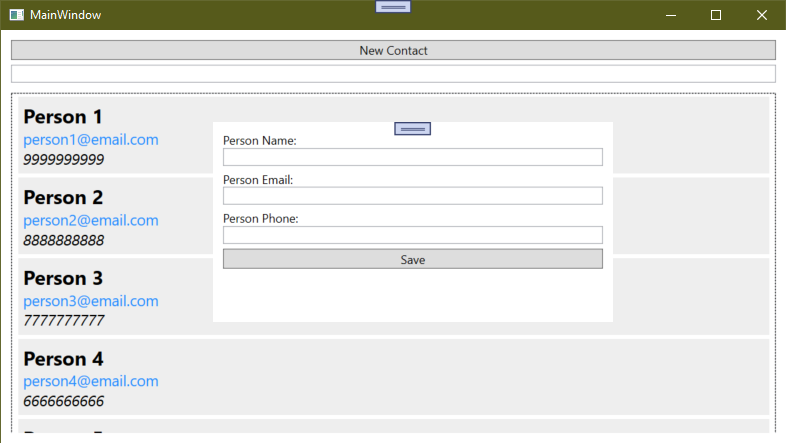 MainWindow
New Contact
Person 1
person1@email.com
9999999999
Person 2
person2@email.com
8888888888
Person 3
person3@email.com
7777777777
Person 4
person4@email.com
6666666666
Person Name:
Person Email:
Person Phone:
Save